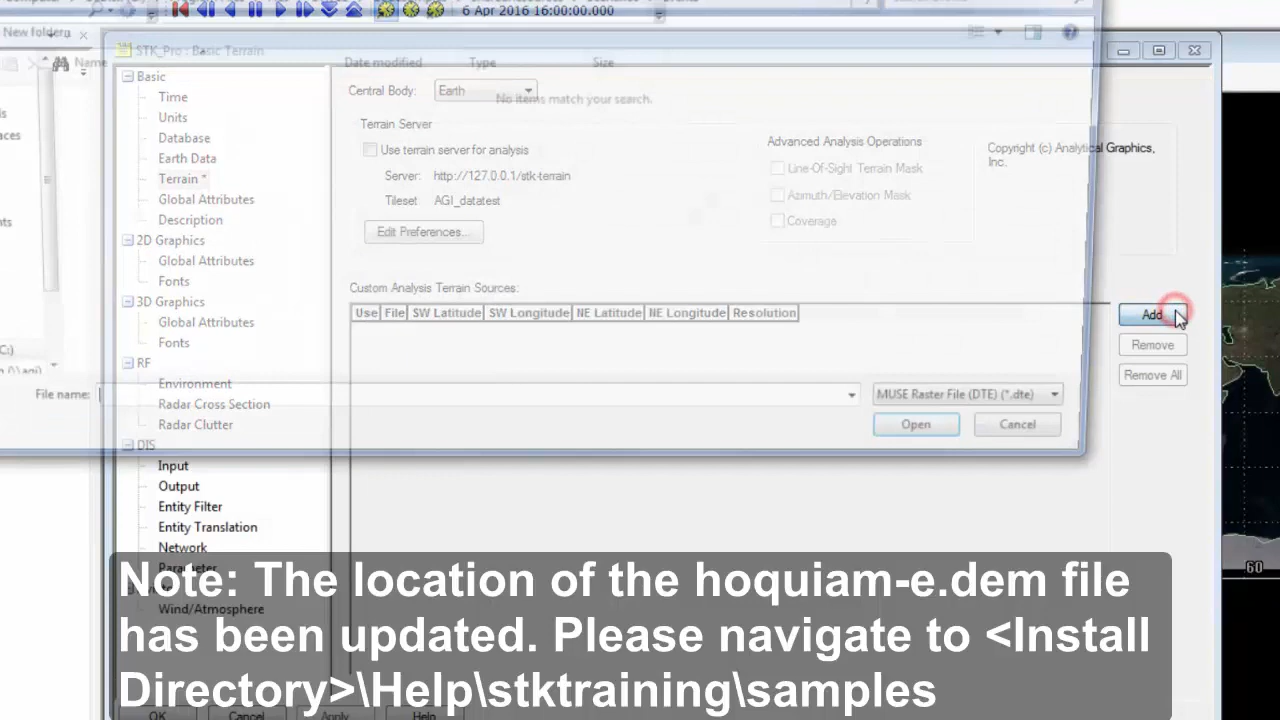 6 Apr 2016 16:00:00.000
New folder
Name
STK_Pro : Basic Terrain
Date modified Type Size
No items match your search.
Basic
Time
Units
Database
Earth Data
Terrain *
Global Attributes
Description
2D Graphics
Global Attributes
Fonts
3D Graphics
Global Attributes
Fonts
RF
Environment
Radar Cross Section
Radar Clutter
DIS
Input
Output
Entity Filter
Entity Translation
Network
Parameter
Wind/Atmosphere
Central Body: Earth
Terrain Server
Use terrain server for analysis
Server: http://127.0.0.1/stk-terrain
Tileset AGI_datatest
Edit Preferences...
Advanced Analysis Operations
Line-Of-Sight Terrain Mask
Azimuth/Elevation Mask
Coverage
Copyright (c) Analytical Graphics,
Inc.
Custom Analysis Terrain Sources:
Use File SW Latitude SW Longitude NE Latitude NE Longitude Resolution
Add
Remove
Remove All
File name:
MUSE Raster File (DTE) (*.dte)
Open Cancel
60
Note: The location of the hoquiam-e.dem file
has been updated. Please navigate to <Install
Directory>\Help\stktraining\samples
OK Cancel Apply Help